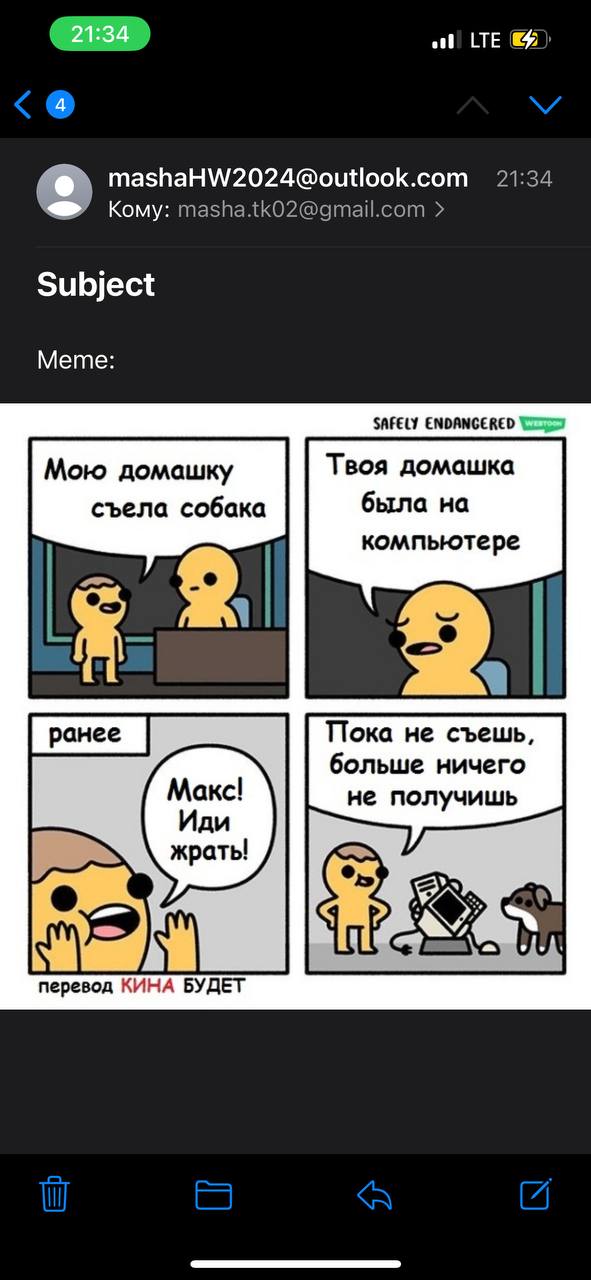 21:34
LTE
4
mashaHW2024@outlook.com
21:34
Кому: masha.tk02@gmail.com
Subject
Meme:
SAFELY ENDANGERED WEBTOON
Мою домашку
съела собака
Твоя домашка
была на
компьютере
ранее
Макс!
Иди
жрать!
Пока не съешь,
больше ничего
не получишь
перевод КИНА БУДЕТ